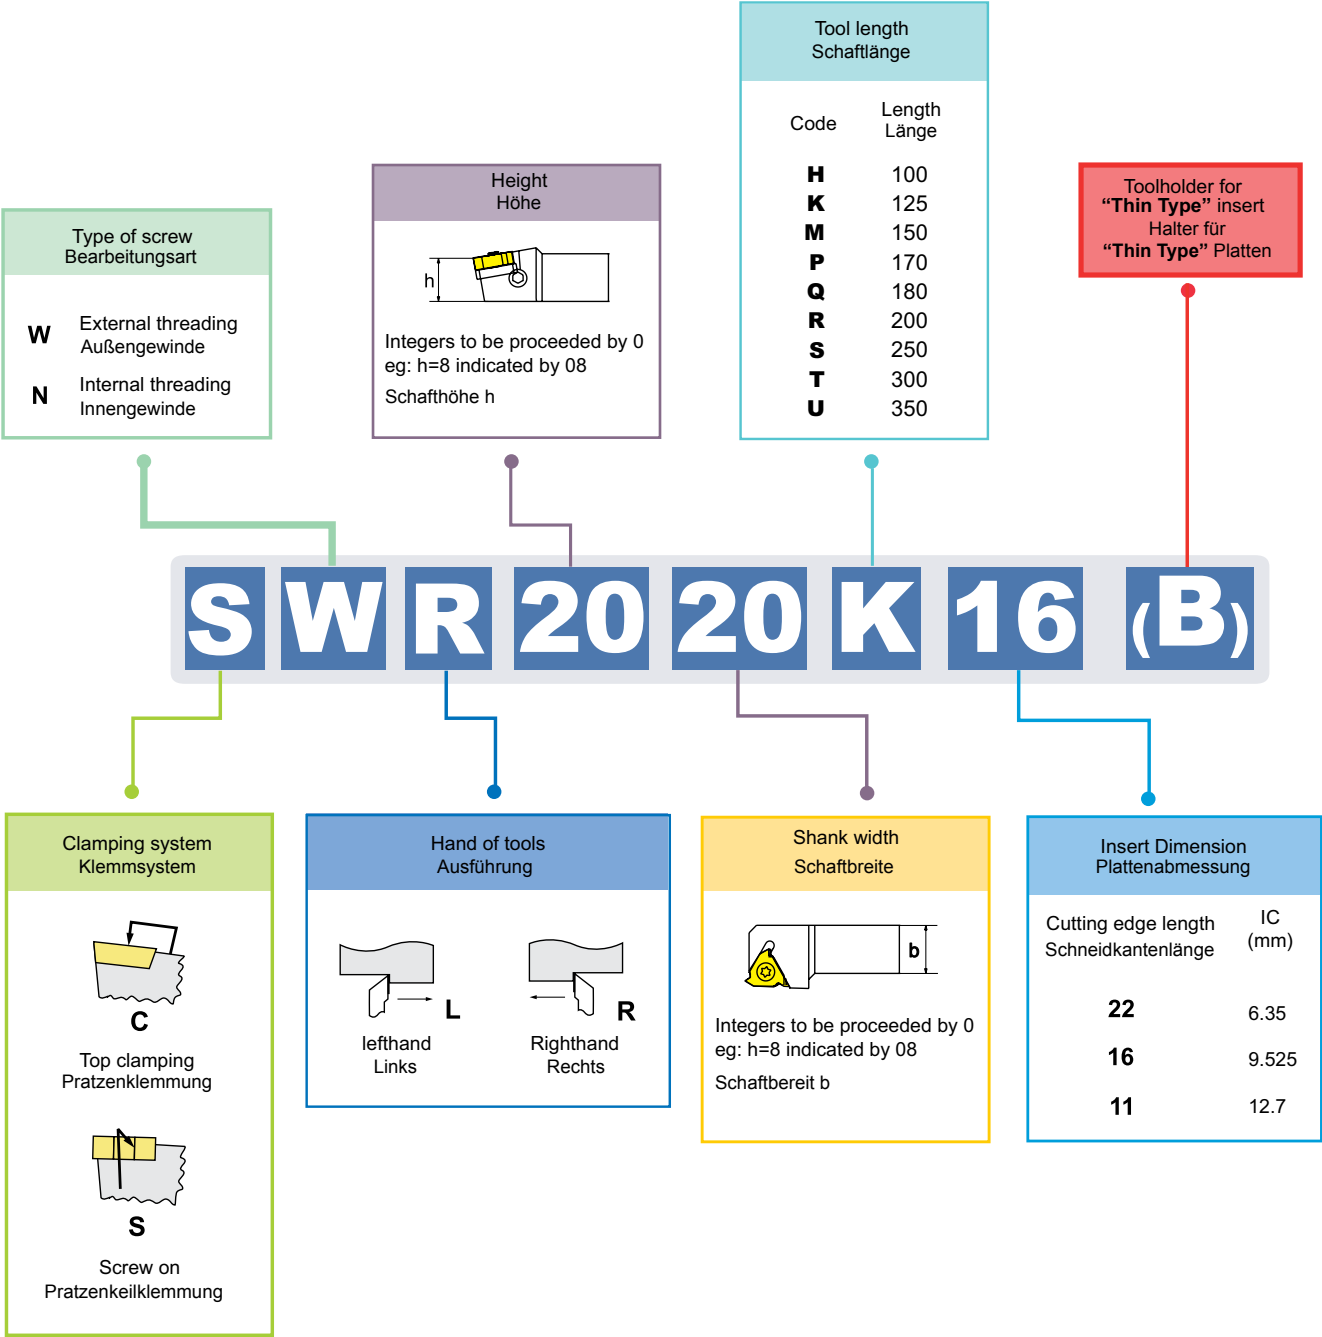 Tool length
Schaftlänge
Code
Length
Länge
H 100
K 125
M 150
P 170
Q 180
R 200
S 250
T 300
U 350
Height
Höhe
h
Integers to be proceeded by 0
eg: h=8 indicated by 08
Schafthöhe h
Toolholder for
“Thin Type” insert
Halter für
“Thin Type” Platten
Type of screw
Bearbeitungsart
W External threading
Außengewinde
N Internal threading
Innengewinde
S W R 20 20 K 16 (B)
Clamping system
Klemmsystem
C
Top clamping
Pratzenklemmung
S
Screw on
Pratzenkeilklemmung
Hand of tools
Ausführung
L
lefthand
Links
R
Righthand
Rechts
Shank width
Schaftbreite
b
Integers to be proceeded by 0
eg: h=8 indicated by 08
Schaftbereit b
Insert Dimension
Plattenabmessung
Cutting edge length
Schneidkantenlänge
IC
(mm)
22 6.35
16 9.525
11 12.7